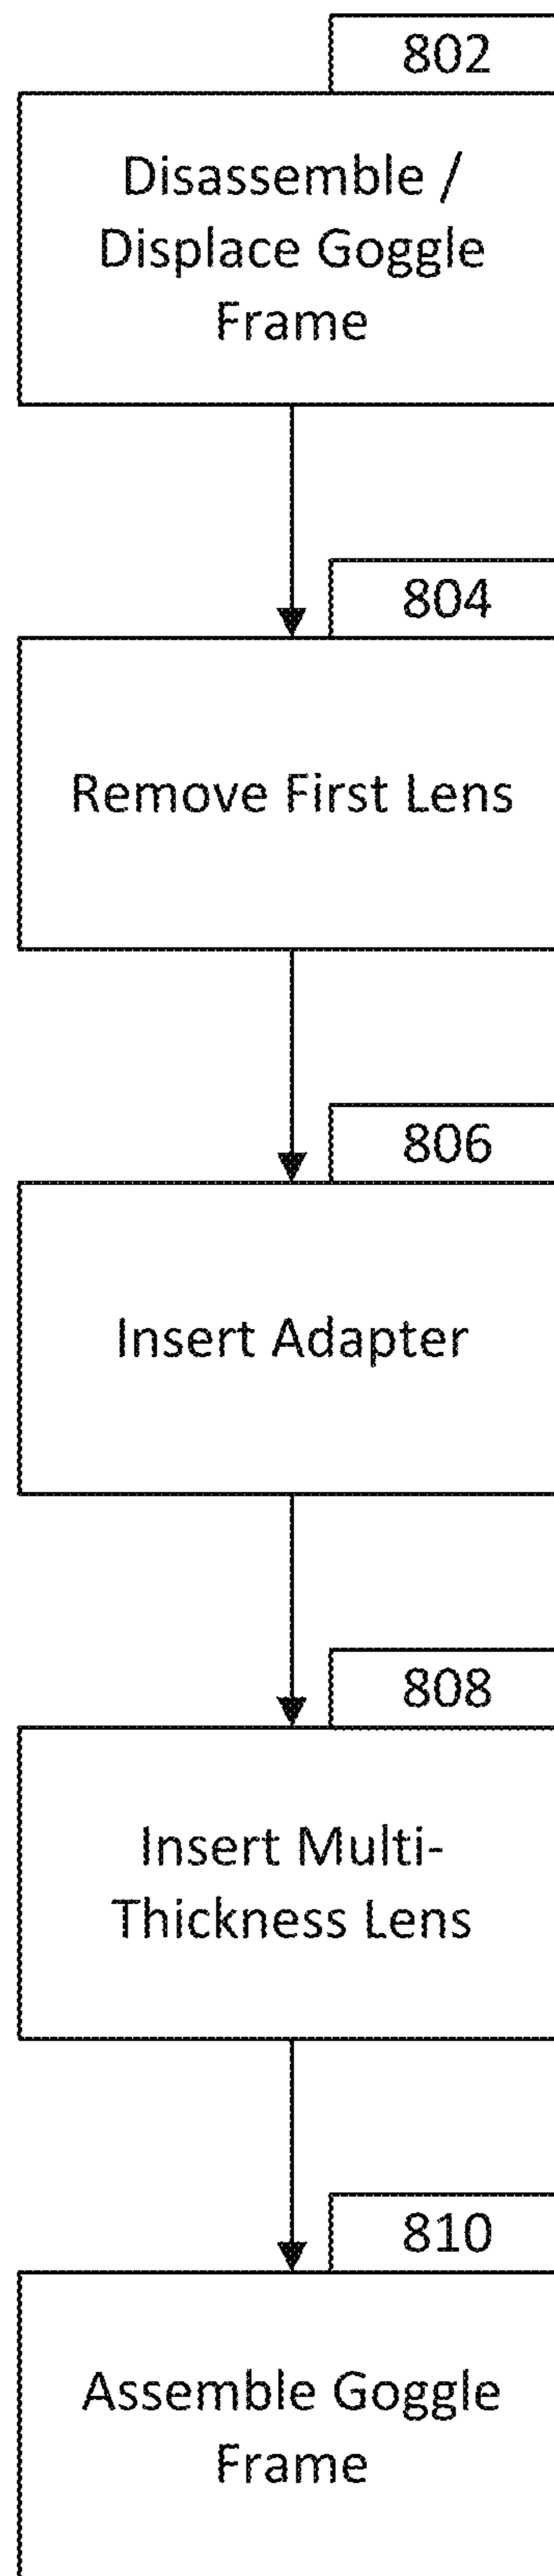 802
Disassemble /
Displace Goggle
Frame
804
Remove First Lens
806
Insert Adapter
808
Insert Multi-
Thickness Lens
810
Assemble Goggle
Frame